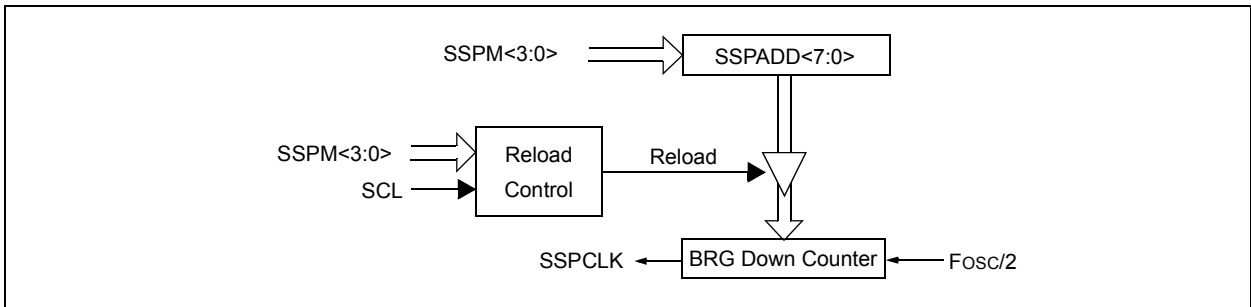 SSPM<3:0>
SSPADD<7:0>
SSPM<3:0>
SCL
Reload
Control
Reload
SSPCLK
BRG Down Counter
FOSC/2